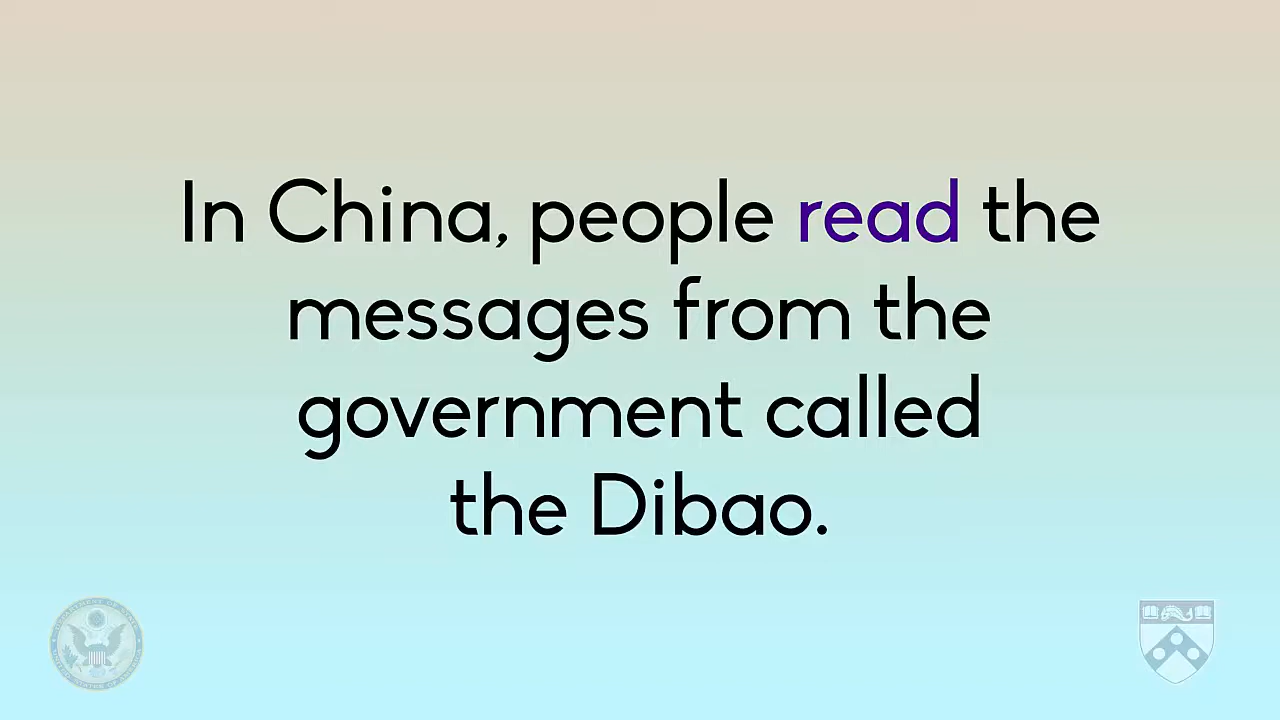 In China, people read the
messages from the
government called
the Dibao.